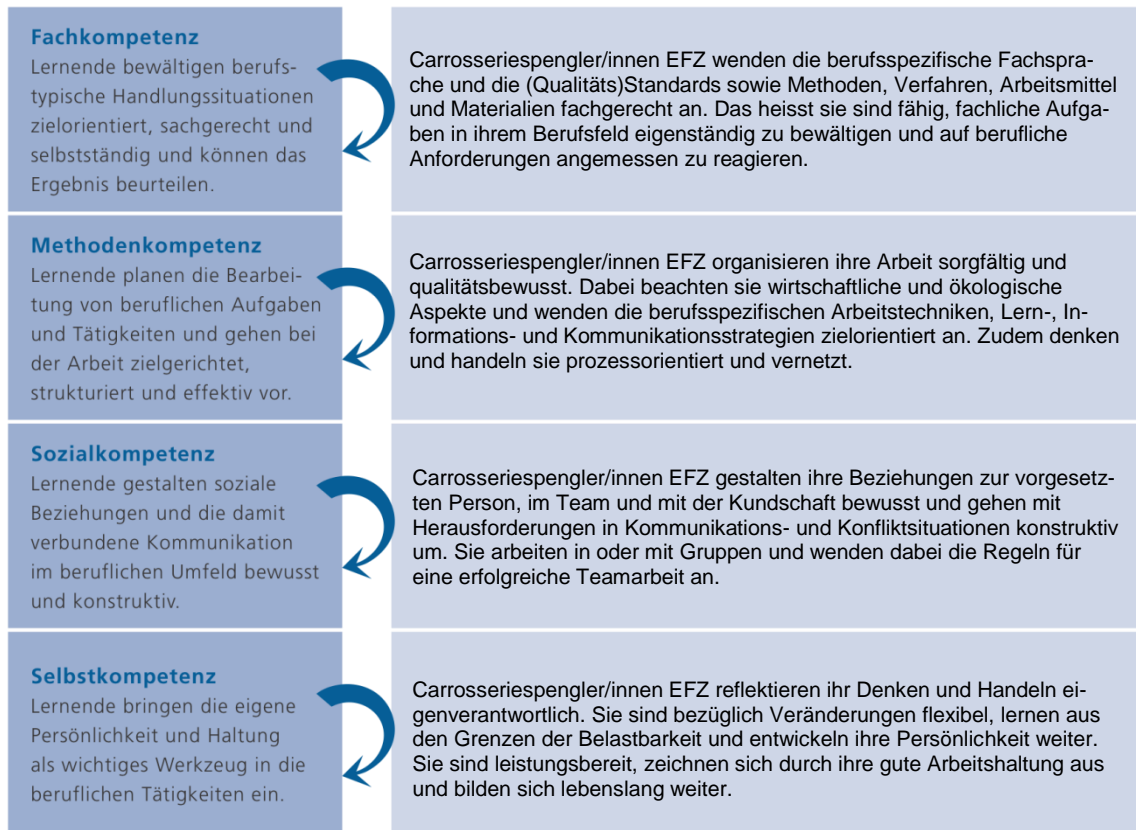 Fachkompetenz
Lernende bewältigen berufs-
typische Handlungssituationen
zielorientiert, sachgerecht und
selbstständig und können das
Ergebnis beurteilen.
Carrosseriespengler/innen EFZ wenden die berufsspezifische Fachspra-
che und die (Qualitäts)Standards sowie Methoden, Verfahren, Arbeitsmittel
und Materialien fachgerecht an. Das heisst sie sind fähig, fachliche Aufga-
ben in ihrem Berufsfeld eigenständig zu bewältigen und auf berufliche
Anforderungen angemessen zu reagieren.
Methodenkompetenz
Lernende planen die Bearbei-
tung von beruflichen Aufgaben
und Tätigkeiten und gehen bei
der Arbeit zielgerichtet,
strukturiert und effektiv vor.
Carrosseriespengler/innen EFZ organisieren ihre Arbeit sorgfältig und
qualitätsbewusst. Dabei beachten sie wirtschaftliche und ökologische
Aspekte und wenden die berufsspezifischen Arbeitstechniken, Lern-, In-
formations- und Kommunikationsstrategien zielorientiert an. Zudem denken
und handeln sie prozessorientiert und vernetzt.
Sozialkompetenz
Lernende gestalten soziale
Beziehungen und die damit
verbundene Kommunikation
im beruflichen Umfeld bewusst
und konstruktiv.
Carrosseriespengler/innen EFZ gestalten ihre Beziehungen zur vorgesetz-
ten Person, im Team und mit der Kundschaft bewusst und gehen mit
Herausforderungen in Kommunikations- und Konfliktsituationen konstruktiv
um. Sie arbeiten in oder mit Gruppen und wenden dabei die Regeln für
eine erfolgreiche Teamarbeit an.
Selbstkompetenz
Lernende bringen die eigene
Persönlichkeit und Haltung
als wichtiges Werkzeug in die
beruflichen Tätigkeiten ein.
Carrosseriespengler/innen EFZ reflektieren ihr Denken und Handeln ei-
genverantwortlich. Sie sind bezüglich Veränderungen flexibel, lernen aus
den Grenzen der Belastbarkeit und entwickeln ihre Persönlichkeit weiter.
Sie sind leistungsbereit, zeichnen sich durch ihre gute Arbeitshaltung aus
und bilden sich lebenslang weiter.